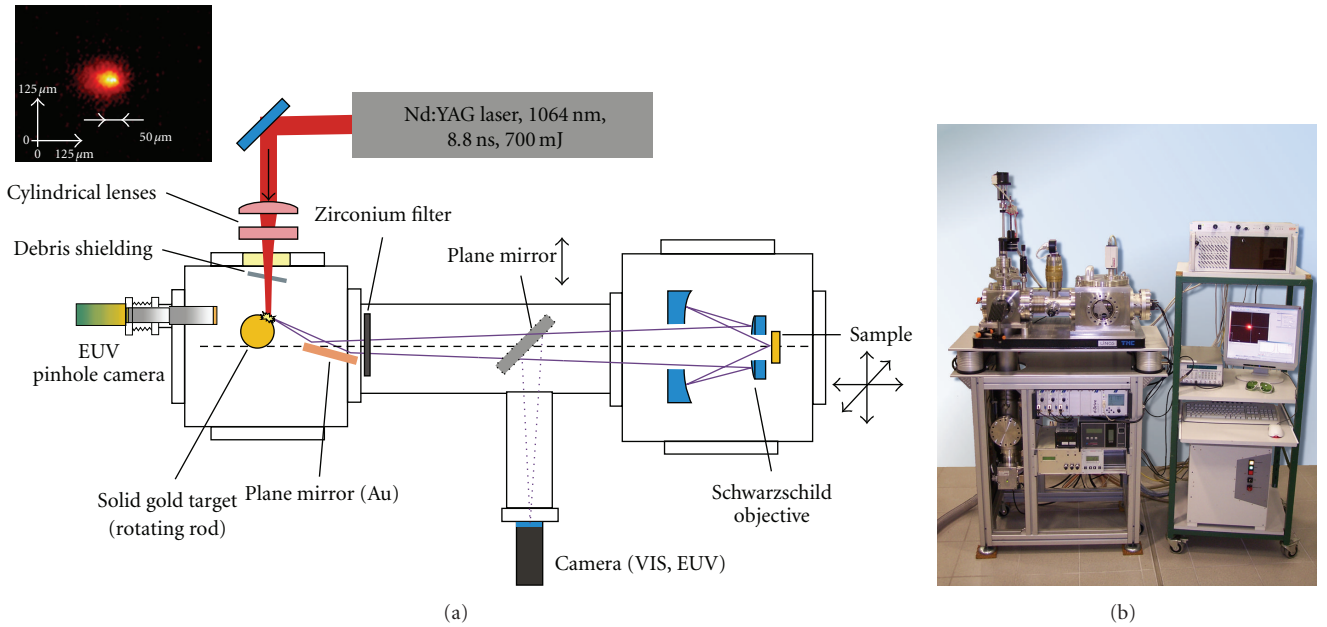 125 μm
0
0
125 μm
50 μm
Nd:YAG laser, 1064 nm,
8.8 ns, 700 mJ
Cylindrical lenses
Zirconium filter
Debris shielding
Plane mirror
Sample
EUV
pinhole camera
Solid gold target
(rotating rod)
Plane mirror (Au)
Schwarzschild
objective
Camera (VIS, EUV)
TMC
(a)
(b)